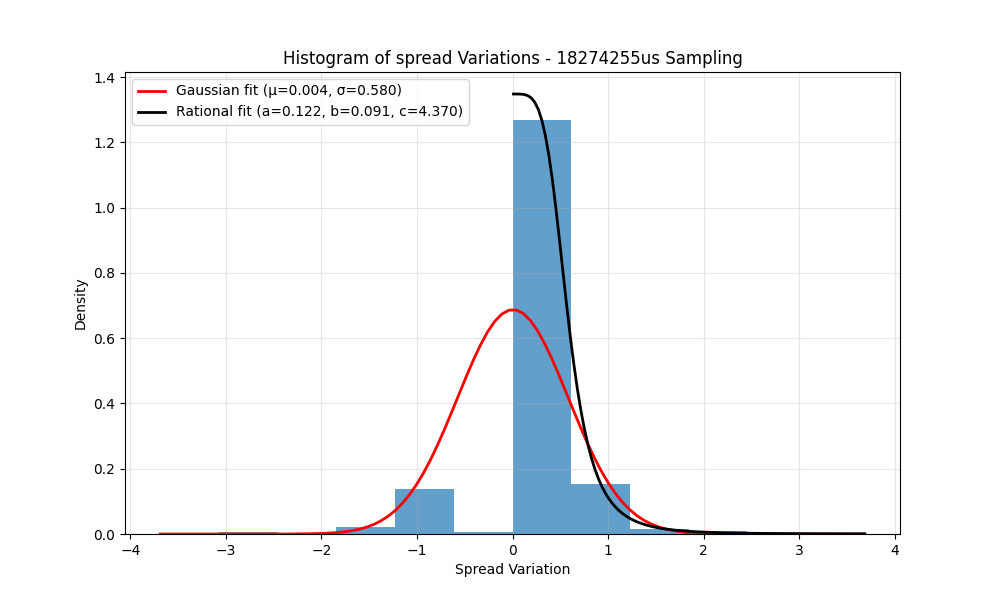 Histogram of spread Variations - 18274255us Sampling
Gaussian fit (μ=0.004, σ=0.580)
Rational fit (a=0.122, b=0.091, c=4.370)
Density
1.4
1.2
1.0
0.8
0.6
0.4
0.2
0.0
−4 −3 −2 −1 0 1 2 3 4
Spread Variation